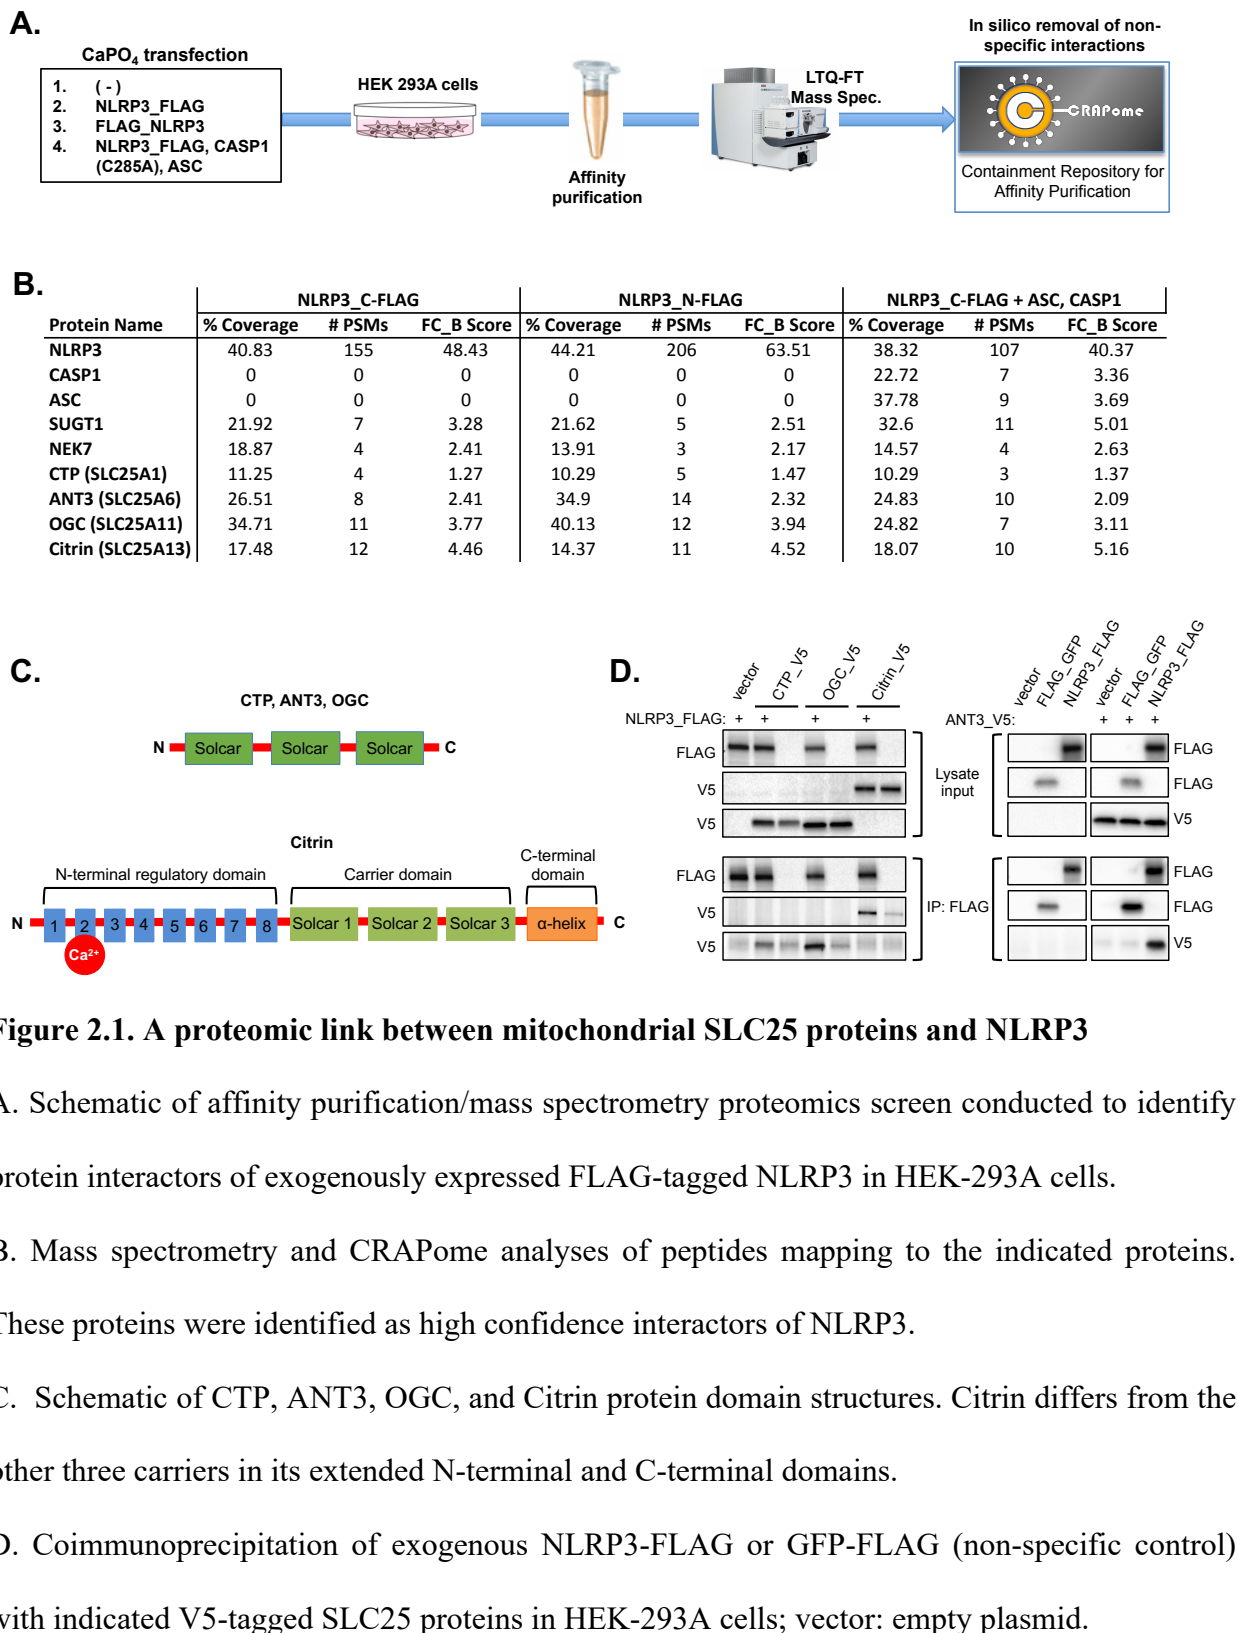 A.
CaPO4 transfection
1. ( - )
2. NLRP3_FLAG
3. FLAG_NLRP3
4. NLRP3_FLAG, CASP1
(C285A), ASC
HEK 293A cells
Affinity
purification
LTQ-FT
Mass Spec.
In silico removal of non-
specific interactions
CRAPome
Containment Repository for
Affinity Purification
B.
NLRP3_C-FLAG NLRP3_N-FLAG NLRP3_C-FLAG + ASC, CASP1
Protein Name % Coverage # PSMs FC_B Score % Coverage # PSMs FC_B Score % Coverage # PSMs FC_B Score
NLRP3 40.83 155 48.43 44.21 206 63.51 38.32 107 40.37
CASP1 0 0 0 0 0 0 22.72 7 3.36
ASC 0 0 0 0 0 0 37.78 9 3.69
SUGT1 21.92 7 3.28 21.62 5 2.51 32.6 11 5.01
NEK7 18.87 4 2.41 13.91 3 2.17 14.57 4 2.63
CTP (SLC25A1) 11.25 4 1.27 10.29 5 1.47 10.29 3 1.37
ANT3 (SLC25A6) 26.51 8 2.41 34.9 14 2.32 24.83 10 2.09
OGC (SLC25A11) 34.71 11 3.77 40.13 12 3.94 24.82 7 3.11
Citrin (SLC25A13) 17.48 12 4.46 14.37 11 4.52 18.07 10 5.16
C.
CTP, ANT3, OGC
N Solcar Solcar Solcar C
Citrin
N-terminal regulatory domain Carrier domain C-terminal
domain
N 1 2 3 4 5 6 7 8 Solcar 1 Solcar 2 Solcar 3 α-helix C
Ca2+
D.
vector CTP_V5 OGC_V5 Citrin_V5
NLRP3_FLAG: + + + +
FLAG
V5
V5
Lysate
input
FLAG
V5
V5
IP: FLAG
vector FLAG_GFP NLRP3_FLAG vector FLAG_GFP NLRP3_FLAG
ANT3_V5: + + +
FLAG
FLAG
V5
FLAG
FLAG
V5
Figure 2.1. A proteomic link between mitochondrial SLC25 proteins and NLRP3
A. Schematic of affinity purification/mass spectrometry proteomics screen conducted to identify
protein interactors of exogenously expressed FLAG-tagged NLRP3 in HEK-293A cells.
B. Mass spectrometry and CRAPome analyses of peptides mapping to the indicated proteins.
These proteins were identified as high confidence interactors of NLRP3.
C. Schematic of CTP, ANT3, OGC, and Citrin protein domain structures. Citrin differs from the
other three carriers in its extended N-terminal and C-terminal domains.
D. Coimmunoprecipitation of exogenous NLRP3-FLAG or GFP-FLAG (non-specific control)
with indicated V5-tagged SLC25 proteins in HEK-293A cells; vector: empty plasmid.